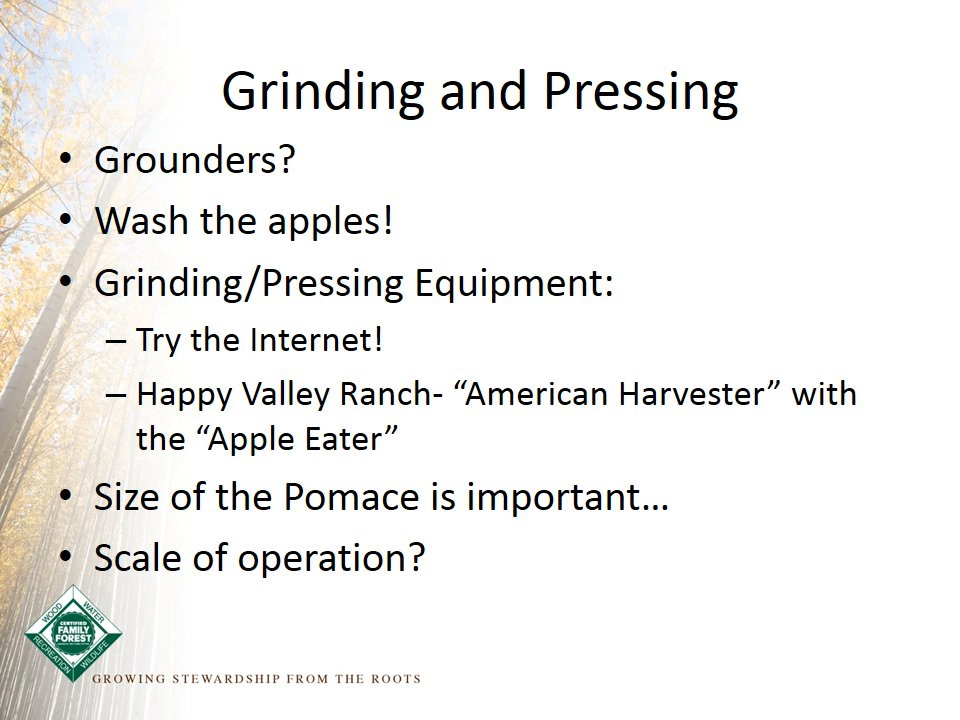 Grinding and Pressing
• Grounders?
• Wash the apples!
• Grinding/Pressing Equipment:
– Try the Internet!
– Happy Valley Ranch- “American Harvester” with
the “Apple Eater”
• Size of the Pomace is important…
• Scale of operation?
WOOD
WATER
CERTIFIED
FAMILY
FOREST
RECREATION
WILDLIFE
GROWING STEWARDSHIP FROM THE ROOTS